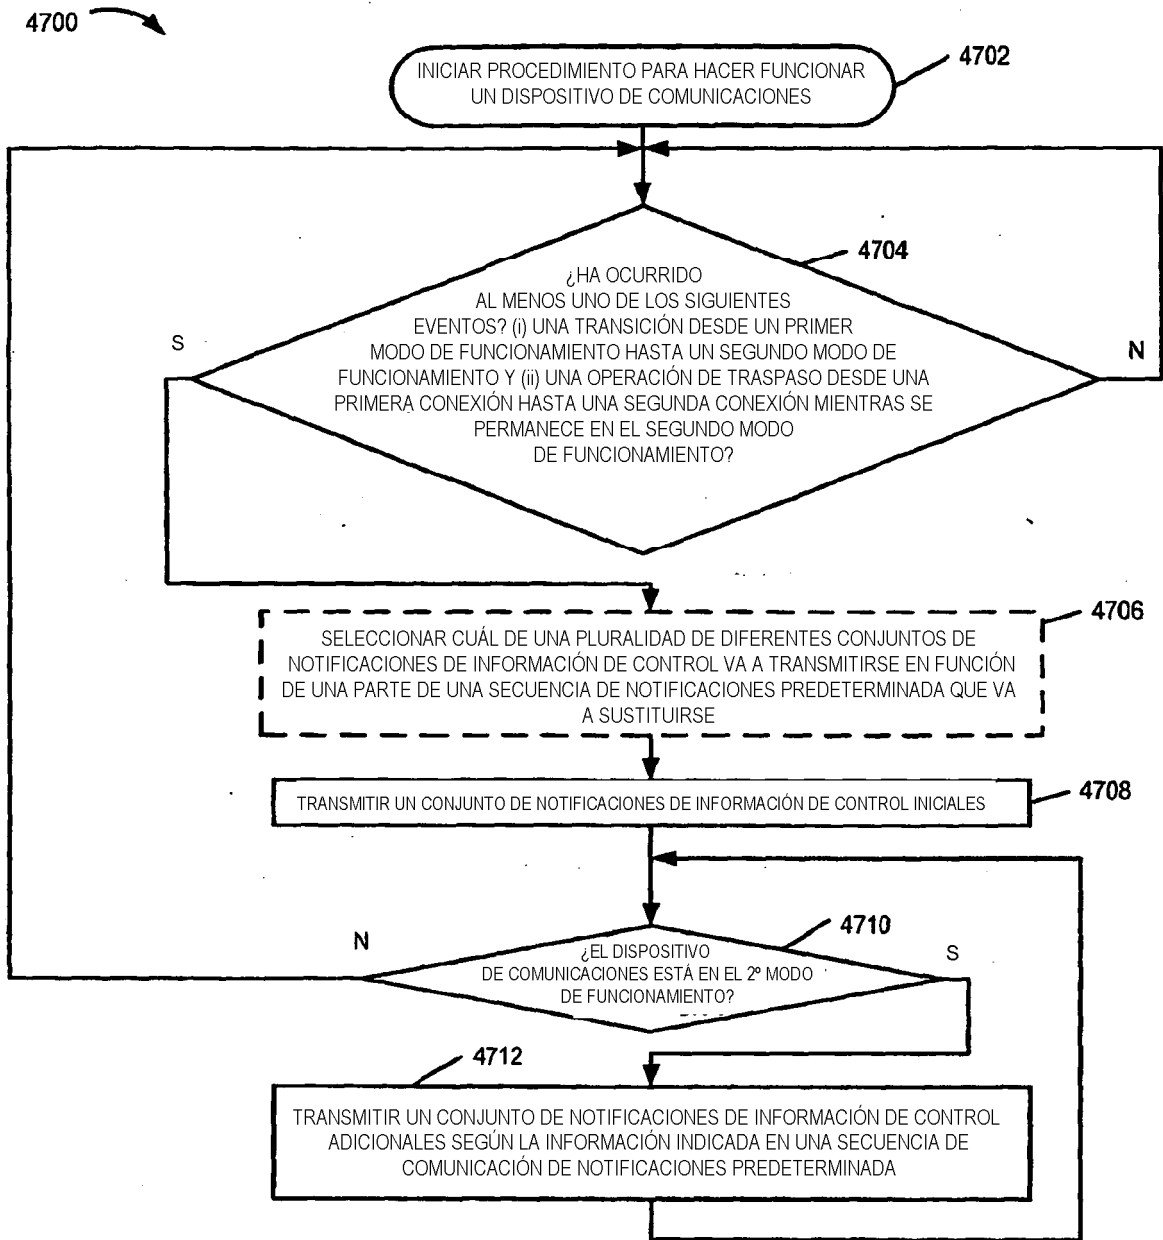 4700
4702
INICIAR PROCEDIMIENTO PARA HACER FUNCIONAR
UN DISPOSITIVO DE COMUNICACIONES
4704
¿HA OCURRIDO
AL MENOS UNO DE LOS SIGUIENTES
EVENTOS? (i) UNA TRANSICIÓN DESDE UN PRIMER
MODO DE FUNCIONAMIENTO HASTA UN SEGUNDO MODO DE
FUNCIONAMIENTO Y (ii) UNA OPERACIÓN DE TRASPASO DESDE UNA
PRIMERA CONEXIÓN HASTA UNA SEGUNDA CONEXIÓN MIENTRAS SE
PERMANECE EN EL SEGUNDO MODO
DE FUNCIONAMIENTO?
S
N
4706
SELECCIONAR CUÁL DE UNA PLURALIDAD DE DIFERENTES CONJUNTOS DE
NOTIFICACIONES DE INFORMACIÓN DE CONTROL VA A TRANSMITIRSE EN FUNCIÓN
DE UNA PARTE DE UNA SECUENCIA DE NOTIFICACIONES PREDETERMINADA QUE VA
A SUSTITUIRSE
4708
TRANSMITIR UN CONJUNTO DE NOTIFICACIONES DE INFORMACIÓN DE CONTROL INICIALES
4710
N
S
¿EL DISPOSITIVO
DE COMUNICACIONES ESTÁ EN EL 2º MODO
DE FUNCIONAMIENTO?
4712
TRANSMITIR UN CONJUNTO DE NOTIFICACIONES DE INFORMACIÓN DE CONTROL
ADICIONALES SEGÚN LA INFORMACIÓN INDICADA EN UNA SECUENCIA DE
COMUNICACIÓN DE NOTIFICACIONES PREDETERMINADA